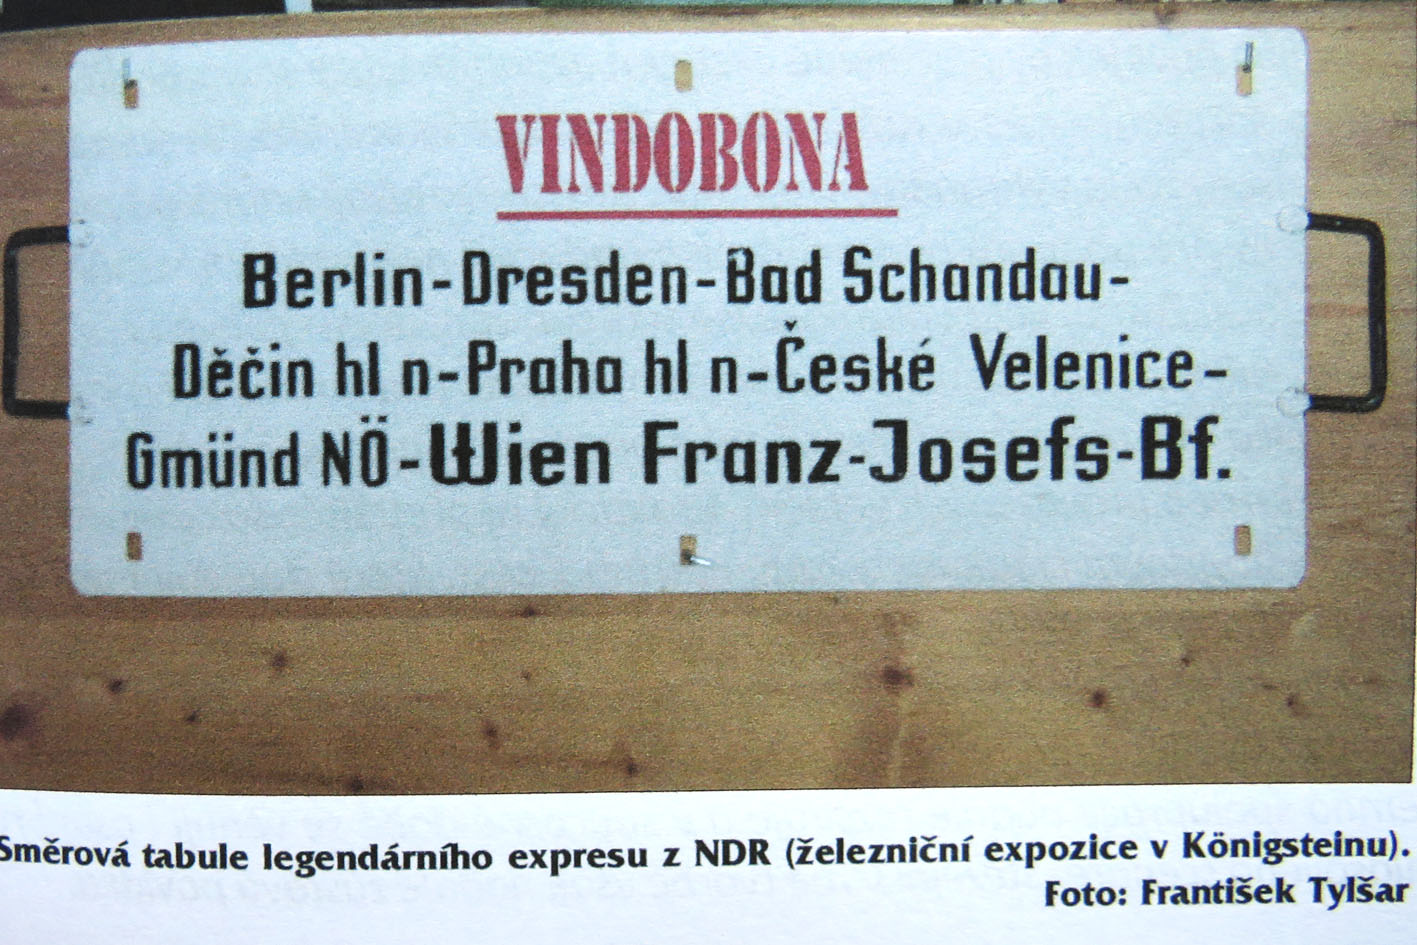 VINDOBONA
Berlin-Dresden-Bad Schandau-
Děčin hl n-Praha hl n-České Velenice-
Gmünd NÖ-Wien Franz-Josefs-Bf.
Směrová tabule legendárního expresu z NDR (železniční expozice v Königsteinu).
Foto: František Tylšar